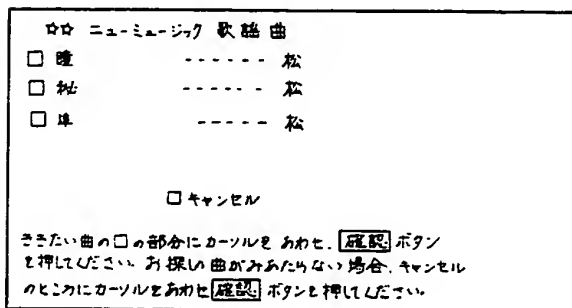 ☆☆ ニューミュージック 歌謡曲
□ 瞳 ------ 松
□ 秘 ------ 松
□ ----- 松
□ キャンセル
ききたい曲の□の部分にカーソルを あわせ、確認 ボタン
を押してください。お探しの曲がみあたらない場合、キャンセル
のところにカーソルをあわせ 確認 ボタンを押してください。